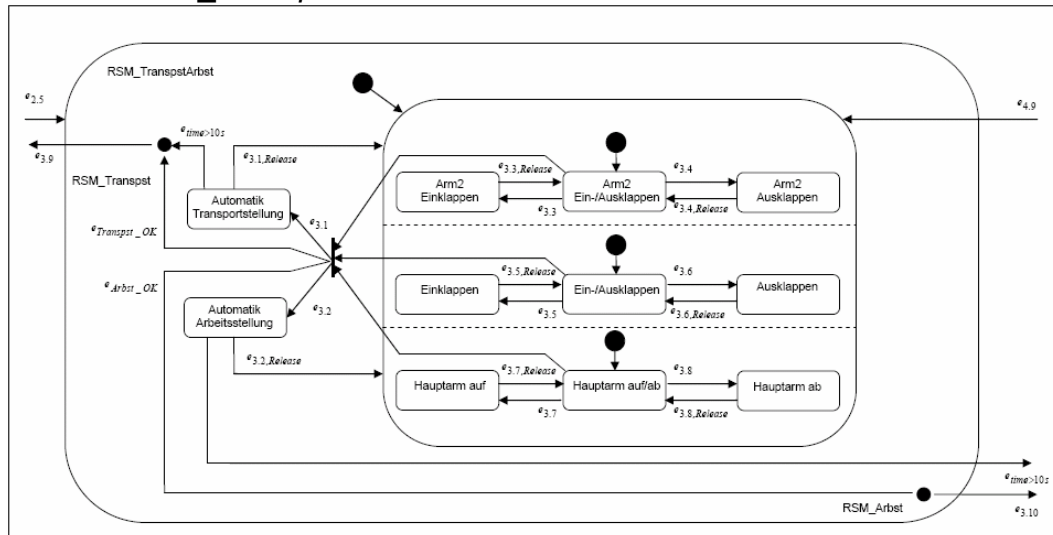 RSM_TranspstArbst
e2.5
e4.9
etime>10s
e3.1,Release
e3.9
RSM_Transpst
Automatik
Transportstellung
e3.1
eTranspst_OK
eArbst_OK
Automatik
Arbeitsstellung
e3.2
e3.2,Release
Arm2
Einklappen
e3.3,Release
e3.3
Arm2
Ein-/Ausklappen
e3.4
e3.4,Release
Arm2
Ausklappen
Einklappen
e3.5,Release
e3.5
Ein-/Ausklappen
e3.6
e3.6,Release
Ausklappen
Hauptarm auf
e3.7,Release
e3.7
Hauptarm auf/ab
e3.8
e3.8,Release
Hauptarm ab
etime>10s
RSM_Arbst
e3.10